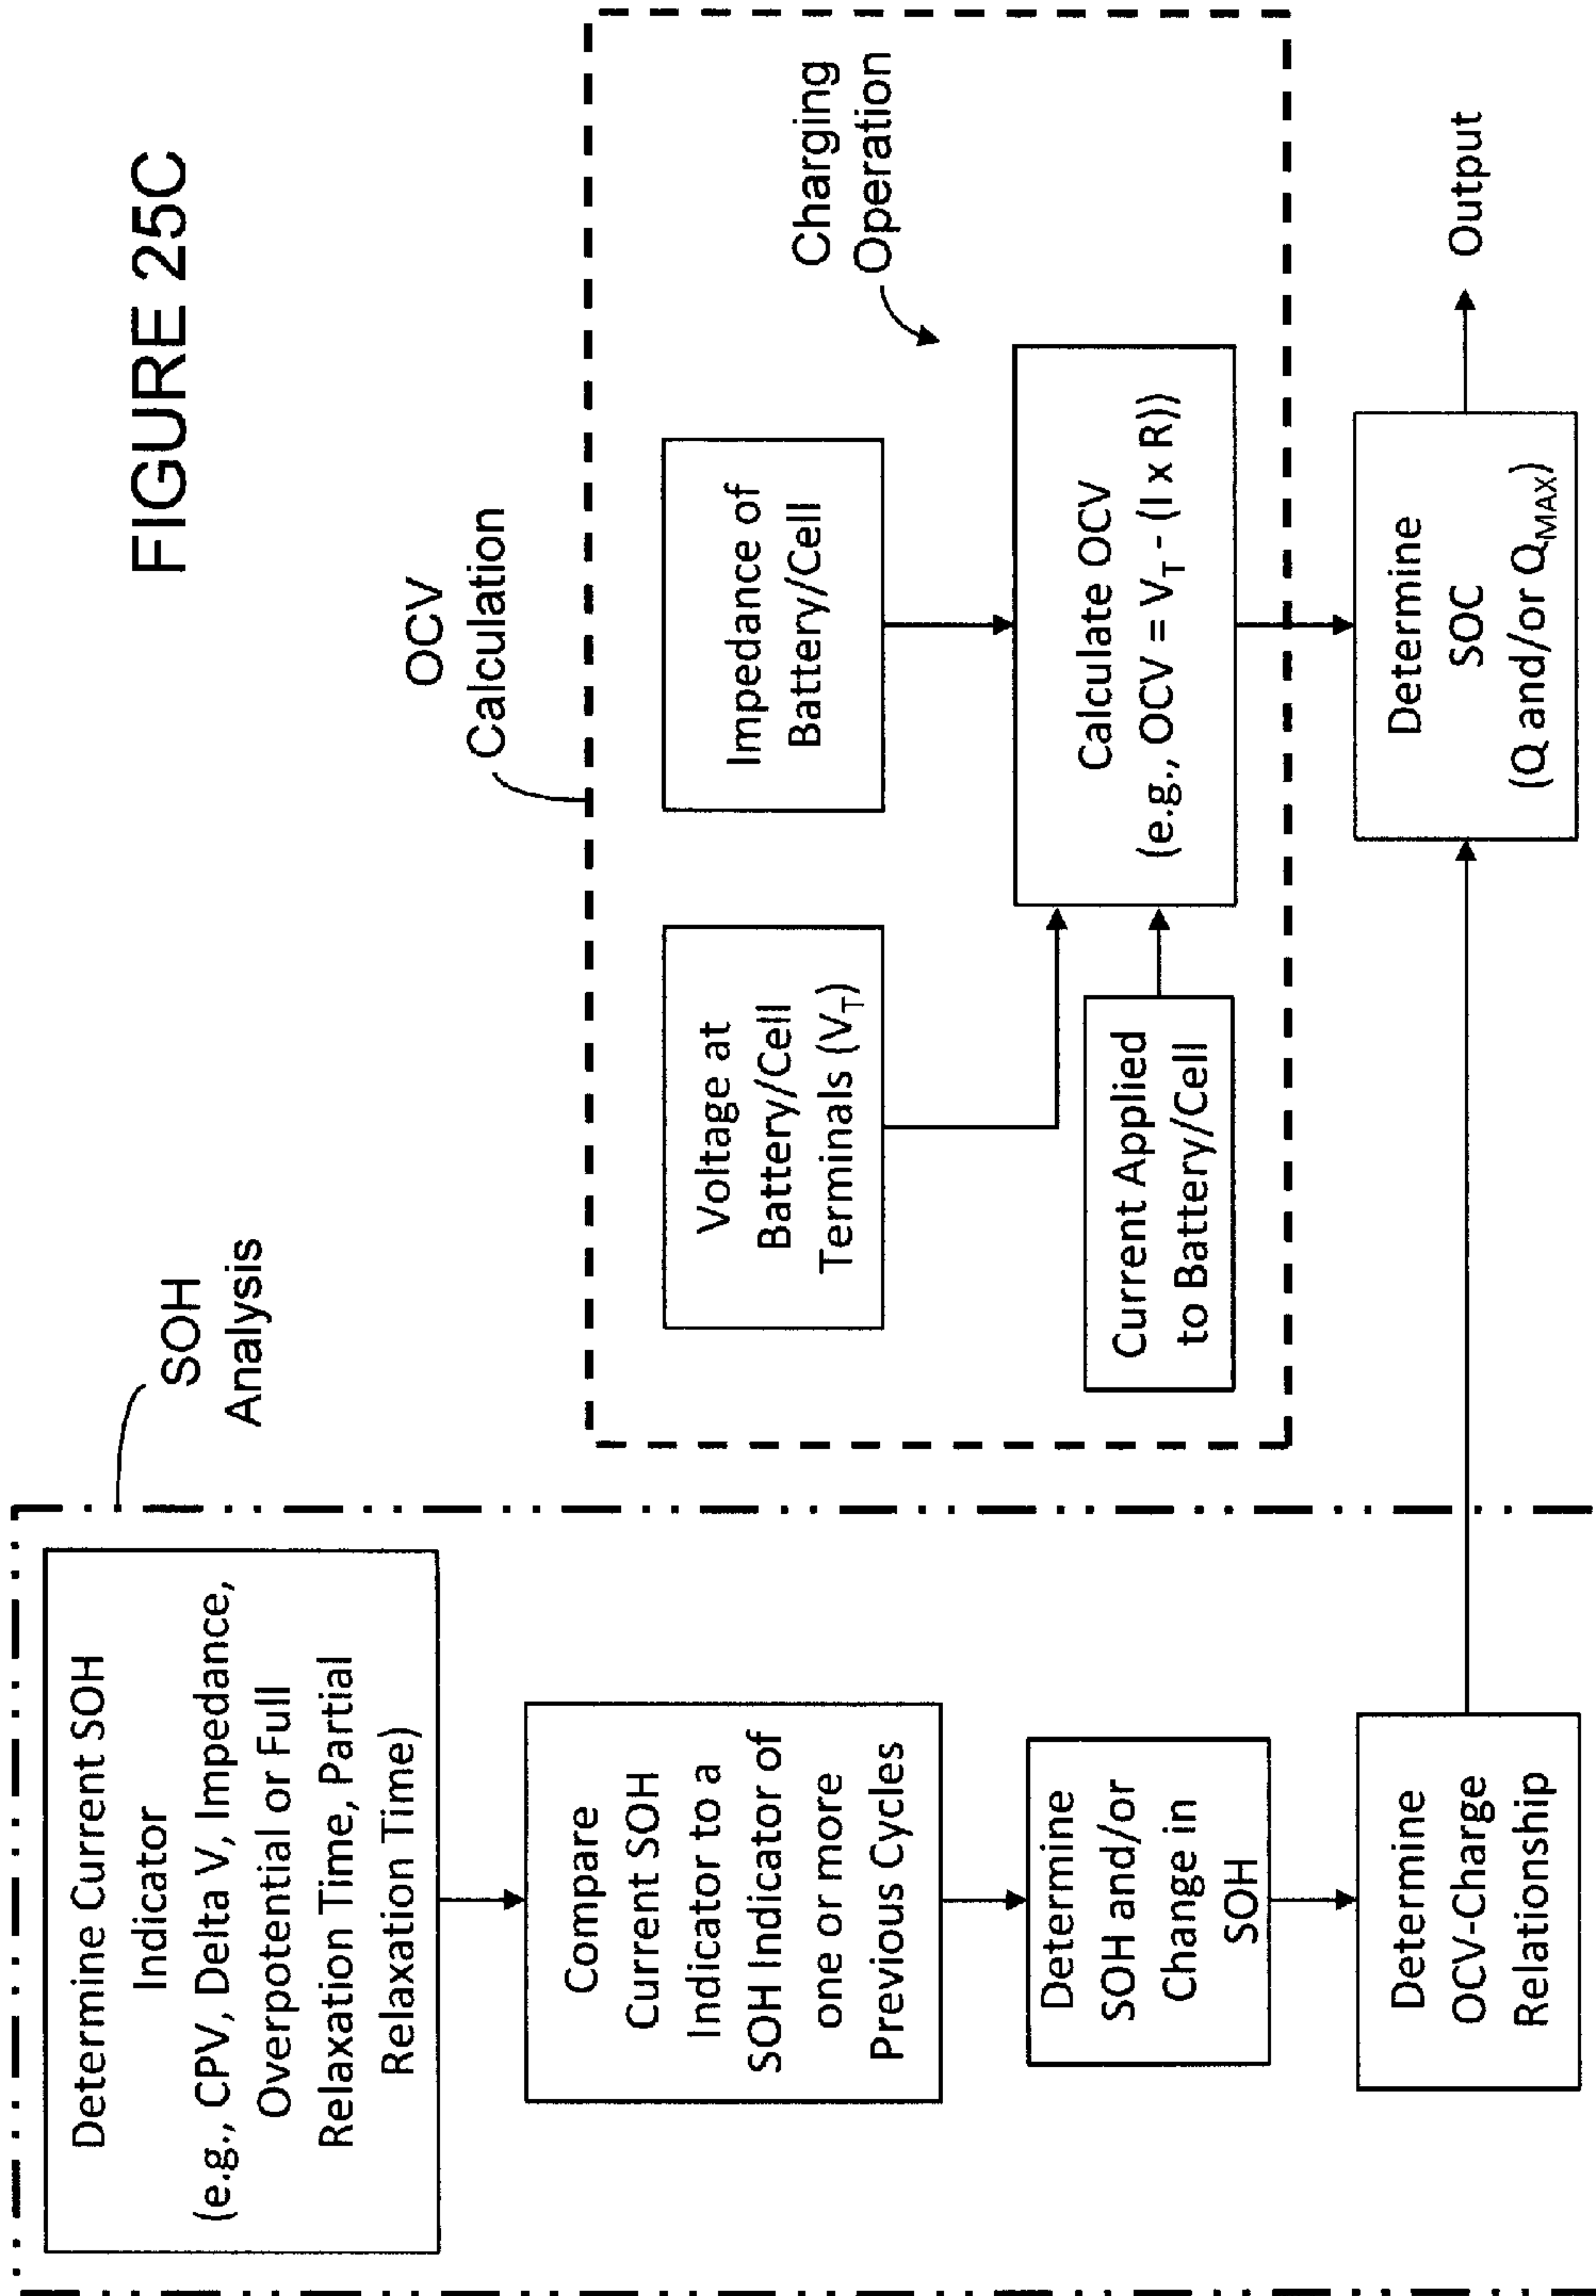 FIGURE 25C
SOH
Analysis
Determine Current SOH
Indicator
(e.g., CPV, Delta V, Impedance,
Overpotential or Full
Relaxation Time, Partial
Relaxation Time)
Compare
Current SOH
Indicator to a
SOH Indicator of
one or more
Previous Cycles
Determine
SOH and/or
Change in
SOH
Determine
OCV-Charge
Relationship
OCV
Calculation
Voltage at
Battery/Cell
Terminals (V_T)
Impedance of
Battery/Cell
Current Applied
to Battery/Cell
Calculate OCV
(e.g., OCV = V_T - (I x R))
Charging
Operation
Determine
SOC
(Q and/or Q_MAX)
Output